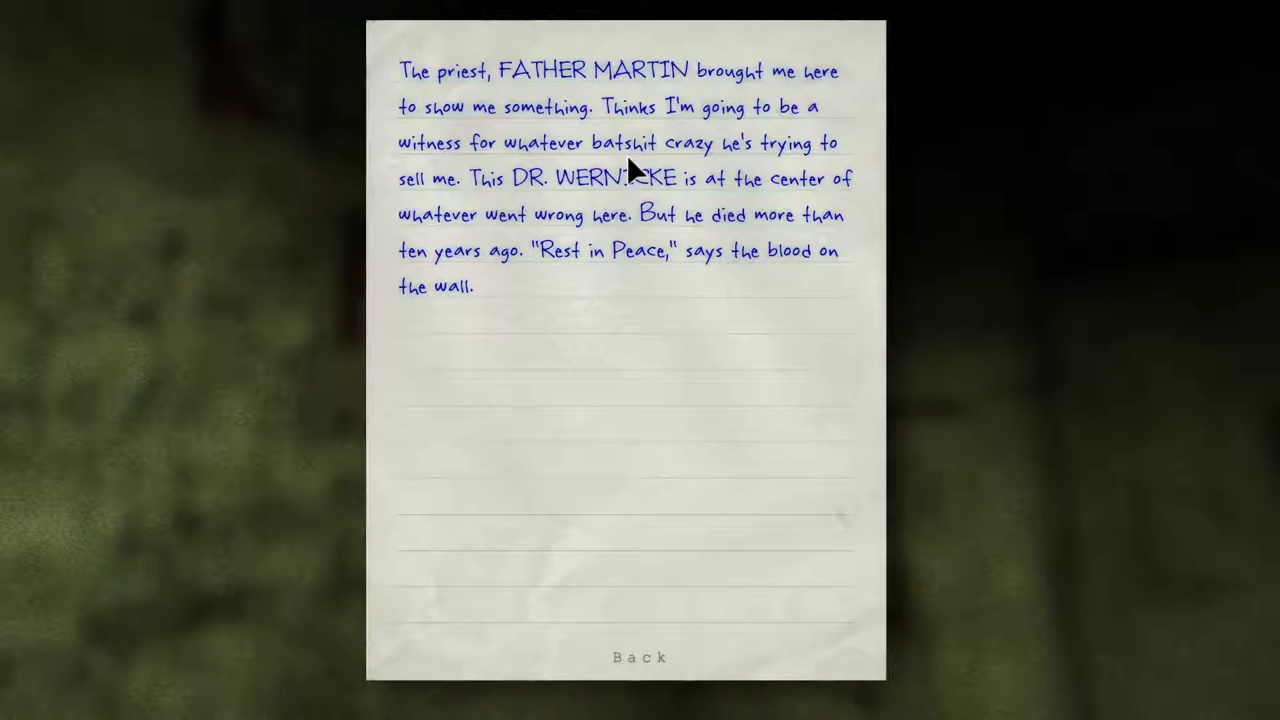 The priest, FATHER MARTIN brought me here
to show me something. Thinks I'm going to be a
witness for whatever batshit crazy he's trying to
sell me. This DR. WERNICKE is at the center of
whatever went wrong here. But he died more than
ten years ago. "Rest in Peace," says the blood on
the wall.
Back